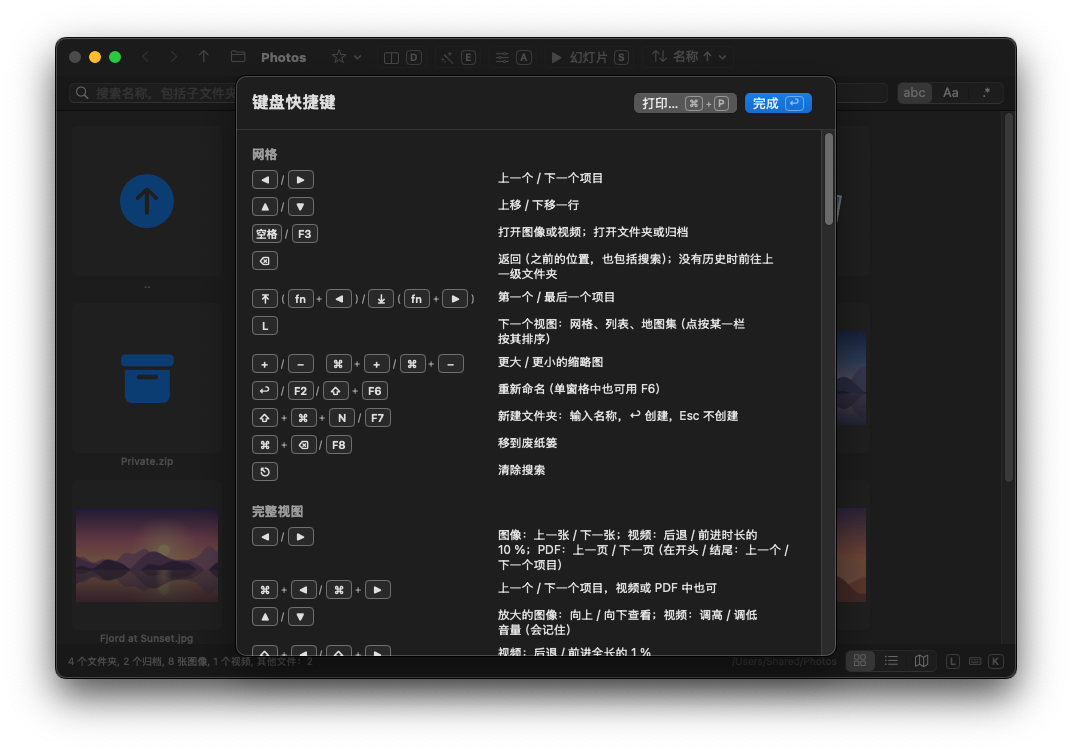 Photos D E A 幻灯片 S 名称
搜索名称，包括子文件夹 abc Aa .*
键盘快捷键 打印... ⌘ + P 完成 ↩
网格
◀ / ▶ 上一个 / 下一个项目
▲ / ▼ 上移 / 下移一行
空格 / F3 打开图像或视频；打开文件夹或归档
⌫ 返回 (之前的位置，也包括搜索)；没有历史时前往上
一级文件夹
⤒ ( fn + ◀ ) / ⤓ ( fn + ▶ ) 第一个 / 最后一个项目
L 下一个视图：网格、列表、地图集 (点按某一栏
按其排序)
+ / − ⌘ + + / ⌘ + − 更大 / 更小的缩略图
↩ / F2 / ⇧ + F6 重新命名 (单窗格中也可用 F6)
⇧ + ⌘ + N / F7 新建文件夹：输入名称，↩ 创建，Esc 不创建
⌘ + ⌫ / F8 移到废纸篓
清除搜索
完整视图
◀ / ▶ 图像：上一张 / 下一张；视频：后退 / 前进时长的
10 %；PDF：上一页 / 下一页 (在开头 / 结尾：上一个 /
下一个项目)
⌘ + ◀ / ⌘ + ▶ 上一个 / 下一个项目，视频或 PDF 中也可
▲ / ▼ 放大的图像：向上 / 向下查看；视频：调高 / 调低
音量 (会记住)
⇧ + ◀ / ⇧ + ▶ 视频：后退 / 前进全长的 1 %
..
Private.zip
Fjord at Sunset.jpg
4 个文件夹, 2 个归档, 8 张图像, 1 个视频, 其他文件：2 /Users/Shared/Photos L K